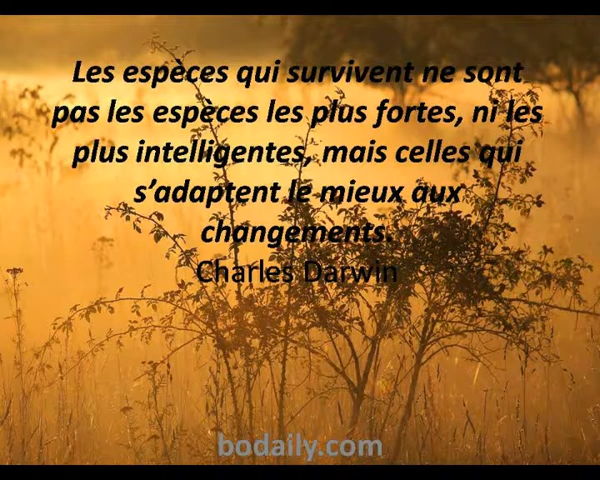 Les espèces qui survivent ne sont
pas les espèces les plus fortes, ni les
plus intelligentes, mais celles qui
s’adaptent le mieux aux
changements.
Charles Darwin
bodaily.com